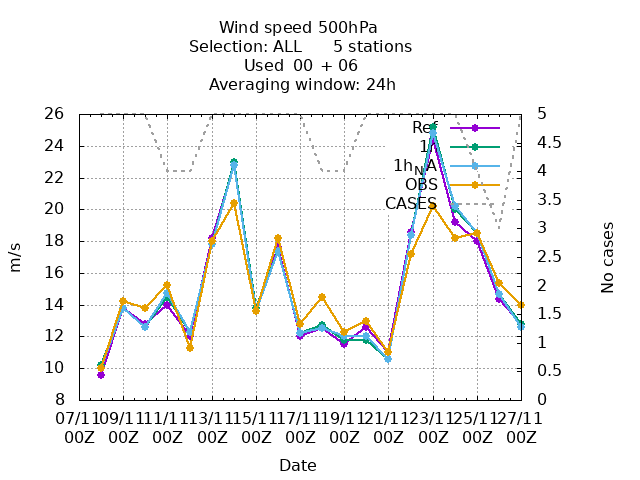 Wind speed 500hPa
Selection: ALL 5 stations
Used 00 + 06
Averaging window: 24h
26
24
22
20
18
16
14
12
10
8
m/s
5
4.5
4
3.5
3
2.5
2
1.5
1
0.5
0
No cases
Ref
1h_NA
OBS
CASES
07/11 09/11 11/11 13/11 15/11 17/11 19/11 21/11 23/11 25/11 27/11
00Z 00Z 00Z 00Z 00Z 00Z 00Z 00Z 00Z 00Z 00Z
Date